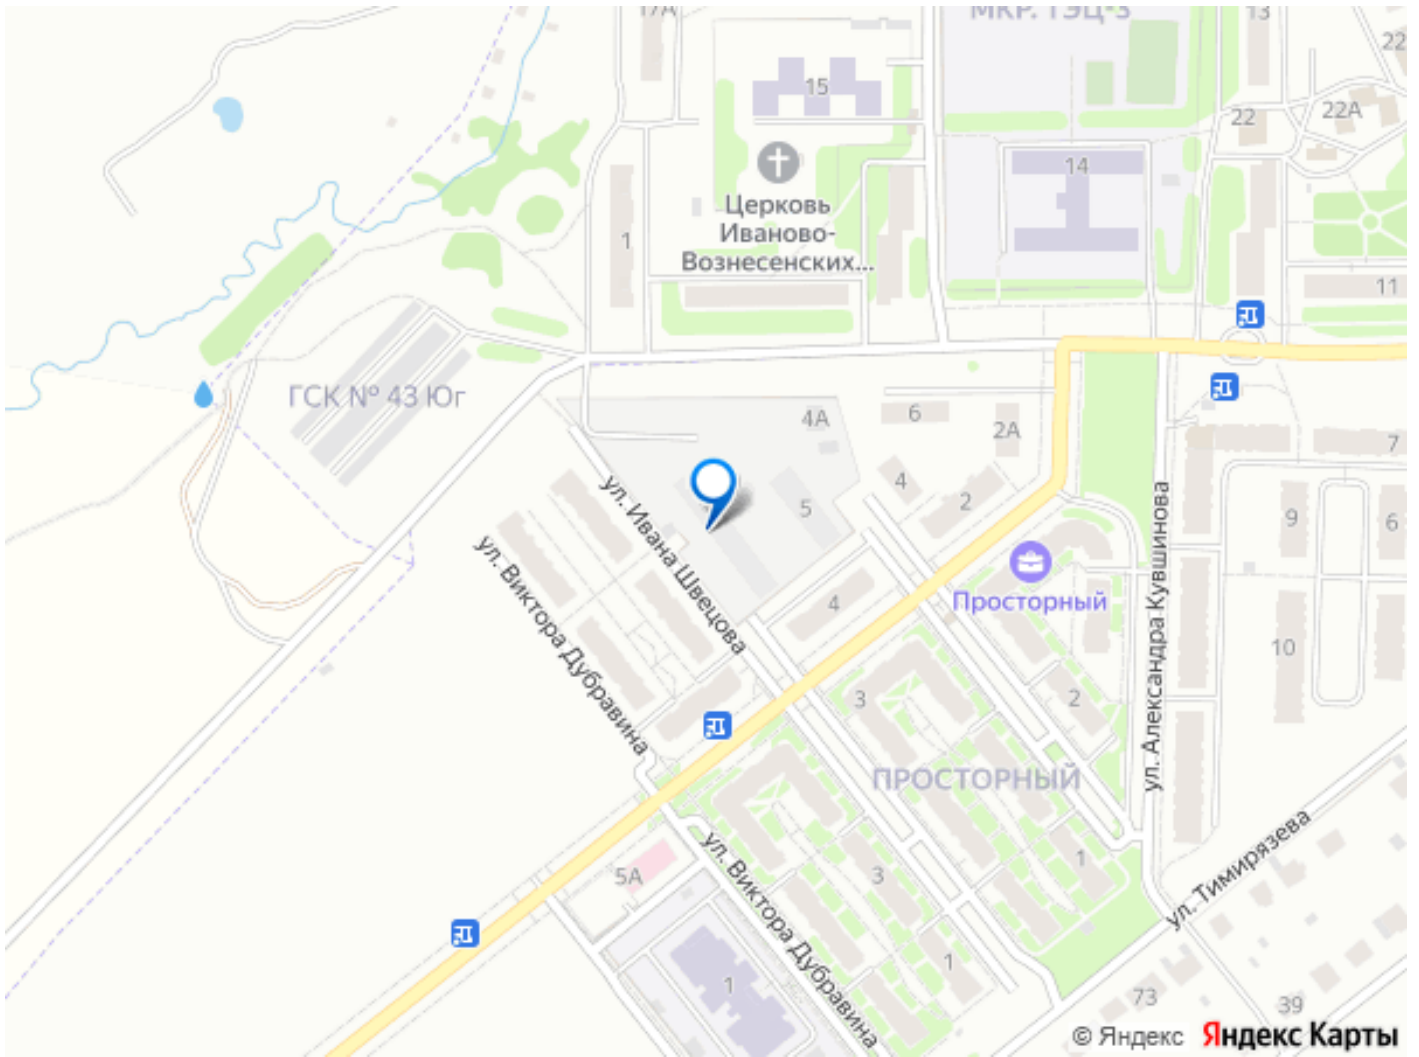 17А
МКР. ТЭЦ-3
13
22
15
22
22А
14
Церковь
Иваново-
Вознесенских...
1
11
ГСК № 43 Юг
4А
6
2А
7
4
2
5
9
6
ул. Ивана Швецова
ул. Виктора Дубравина
ул. Александра Кувшинова
Просторный
4
10
3
2
ПРОСТОРНЫЙ
ул. Тимирязева
5А
ул. Виктора Дубравина
3
1
1
1
73
39
© Яндекс Яндекс Карты